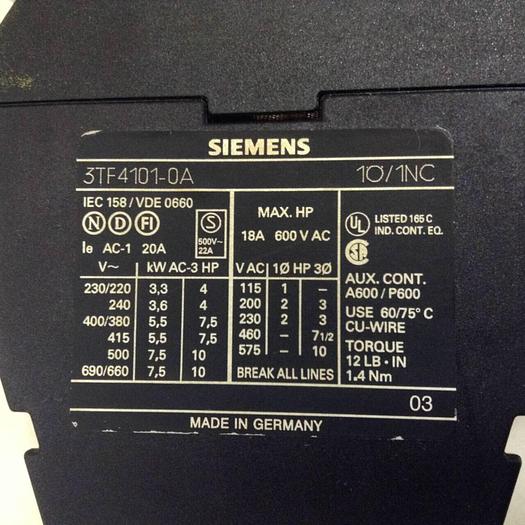 SIEMENS
3TF4101-0A 1Ö/1NC
IEC 158/VDE 0660
N D FI S
500V~
22A
Ie AC-1 20A
V~ kW AC-3 HP
230/220 3,3 4
240 3,6 4
400/380 5,5 7,5
415 5,5 7,5
500 7,5 10
690/660 7,5 10
MAX. HP
18A 600 V AC
V AC 1Ø HP 3Ø
115 1 –
200 2 3
230 2 3
460 – 7 1/2
575 – 10
BREAK ALL LINES
UL LISTED 165 C
IND. CONT. EQ.
SA
AUX. CONT.
A600 / P600
USE 60/75° C
CU-WIRE
TORQUE
12 LB·IN
1.4 Nm
03
MADE IN GERMANY